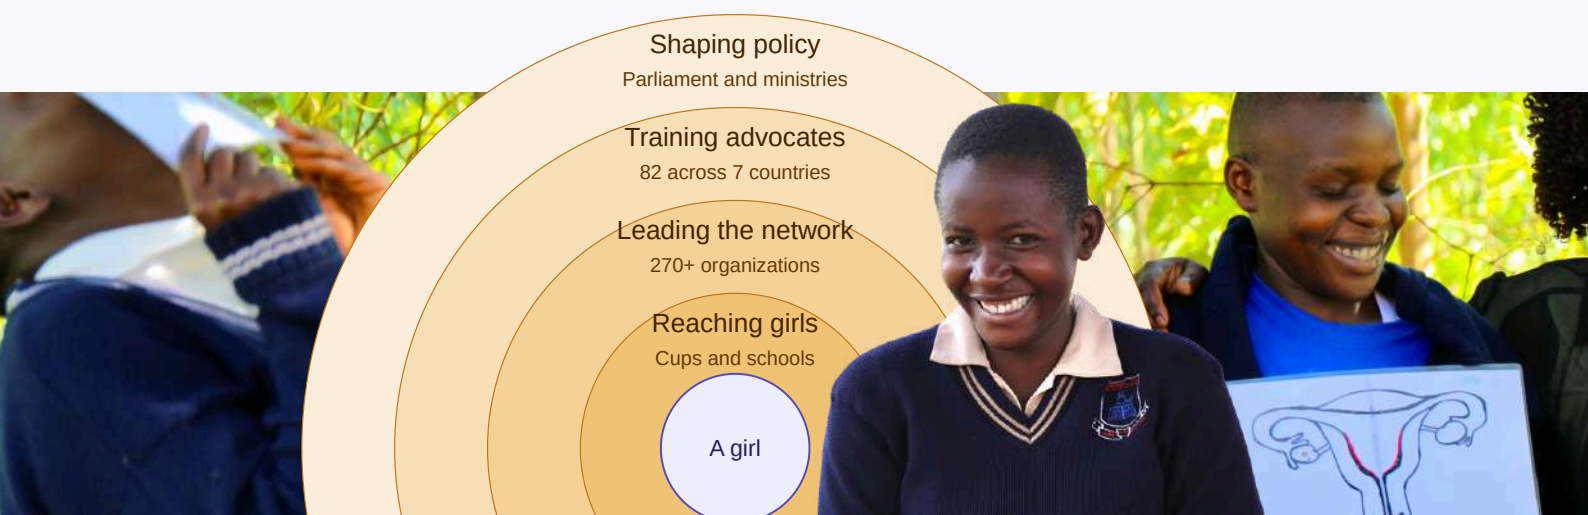 Shaping policy
Parliament and ministries
Training advocates
82 across 7 countries
Leading the network
270+ organizations
Reaching girls
Cups and schools
A girl